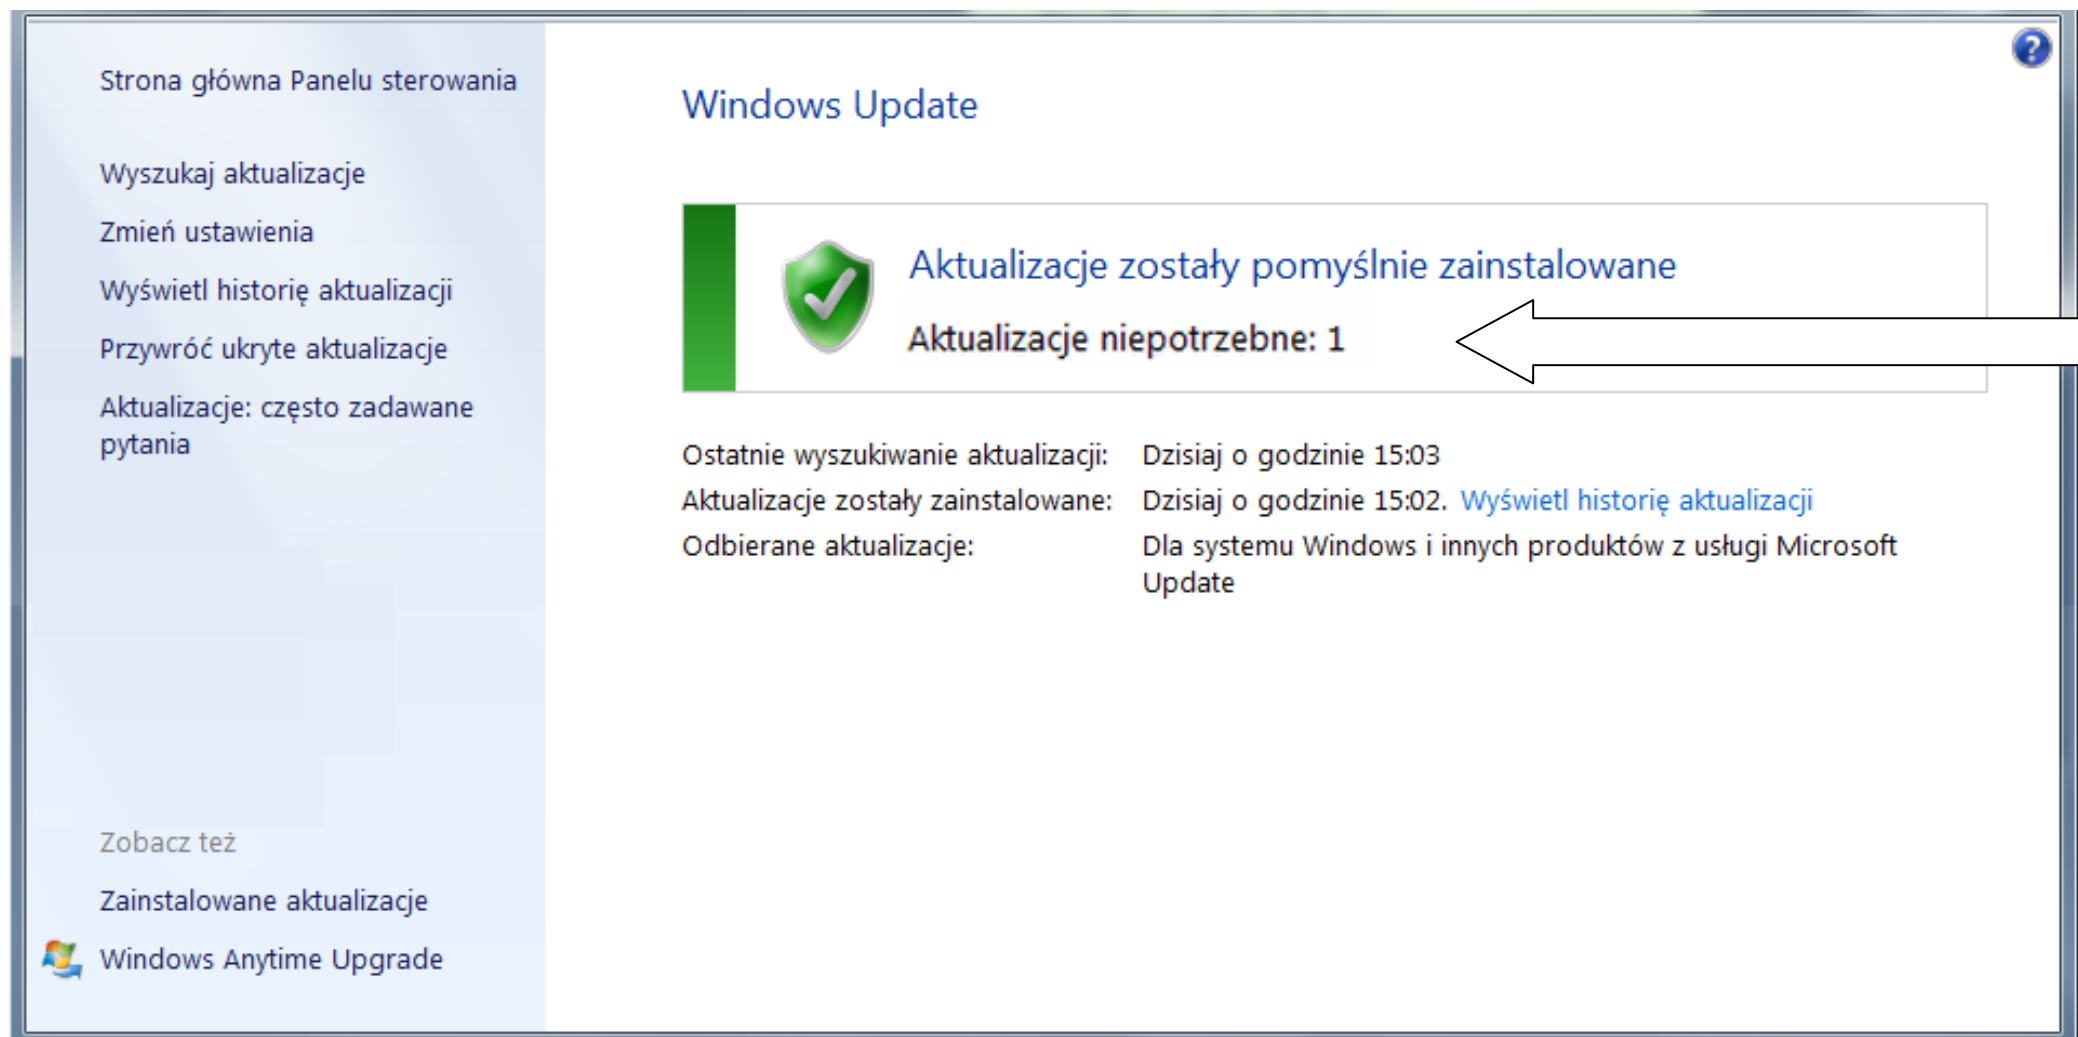 Strona główna Panelu sterowania
Wyszukaj aktualizacje
Zmień ustawienia
Wyświetl historię aktualizacji
Przywróć ukryte aktualizacje
Aktualizacje: często zadawane
pytania
Zobacz też
Zainstalowane aktualizacje
Windows Anytime Upgrade
?
Windows Update
Aktualizacje zostały pomyślnie zainstalowane
Aktualizacje niepotrzebne: 1
Ostatnie wyszukiwanie aktualizacji: Dzisiaj o godzinie 15:03
Aktualizacje zostały zainstalowane: Dzisiaj o godzinie 15:02. Wyświetl historię aktualizacji
Odbierane aktualizacje: Dla systemu Windows i innych produktów z usługi Microsoft
Update